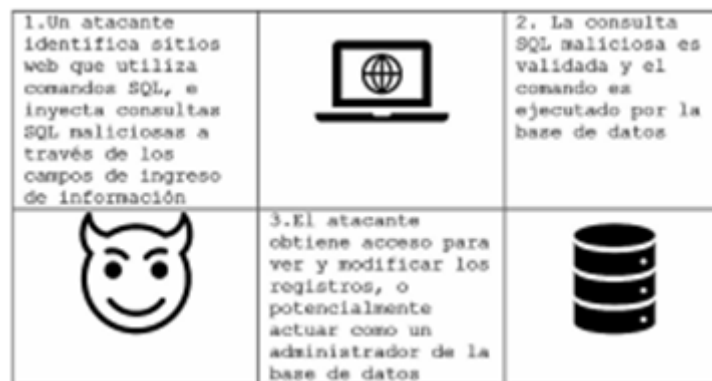 1.Un atacante
identifica sitios
web que utiliza
comandos SQL, e
inyecta consultas
SQL maliciosas a
través de los
campos de ingreso
de información
2. La consulta
SQL maliciosa es
validada y el
comando es
ejecutado por la
base de datos
3.El atacante
obtiene acceso para
ver y modificar los
registros, o
potencialmente
actuar como un
administrador de la
base de datos